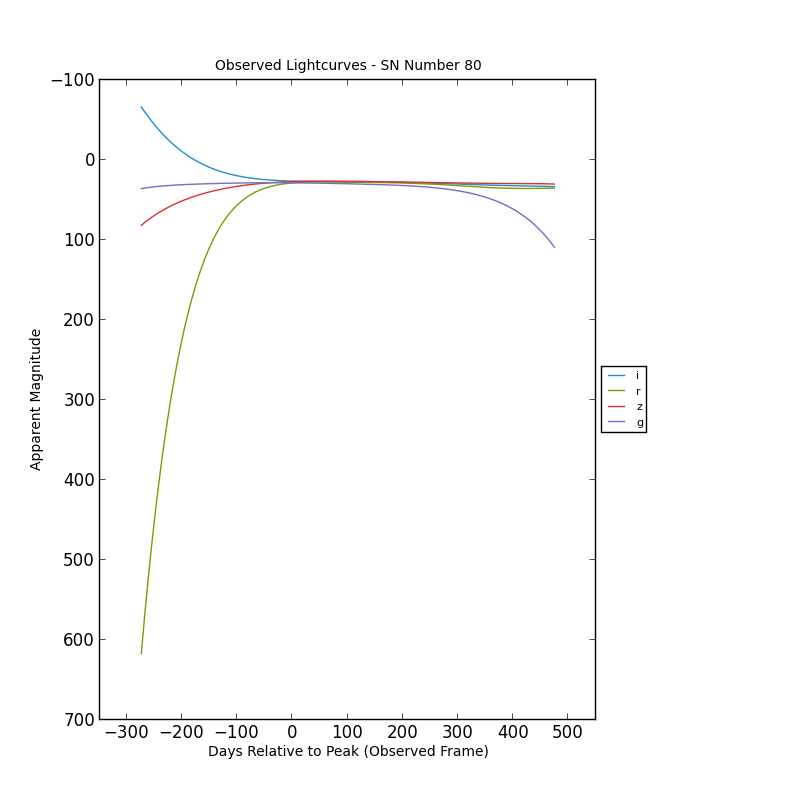 Observed Lightcurves - SN Number 80
−100
0
100
200
300
400
500
600
700
Apparent Magnitude
−300 −200 −100 0 100 200 300 400 500
Days Relative to Peak (Observed Frame)
i
r
z
g